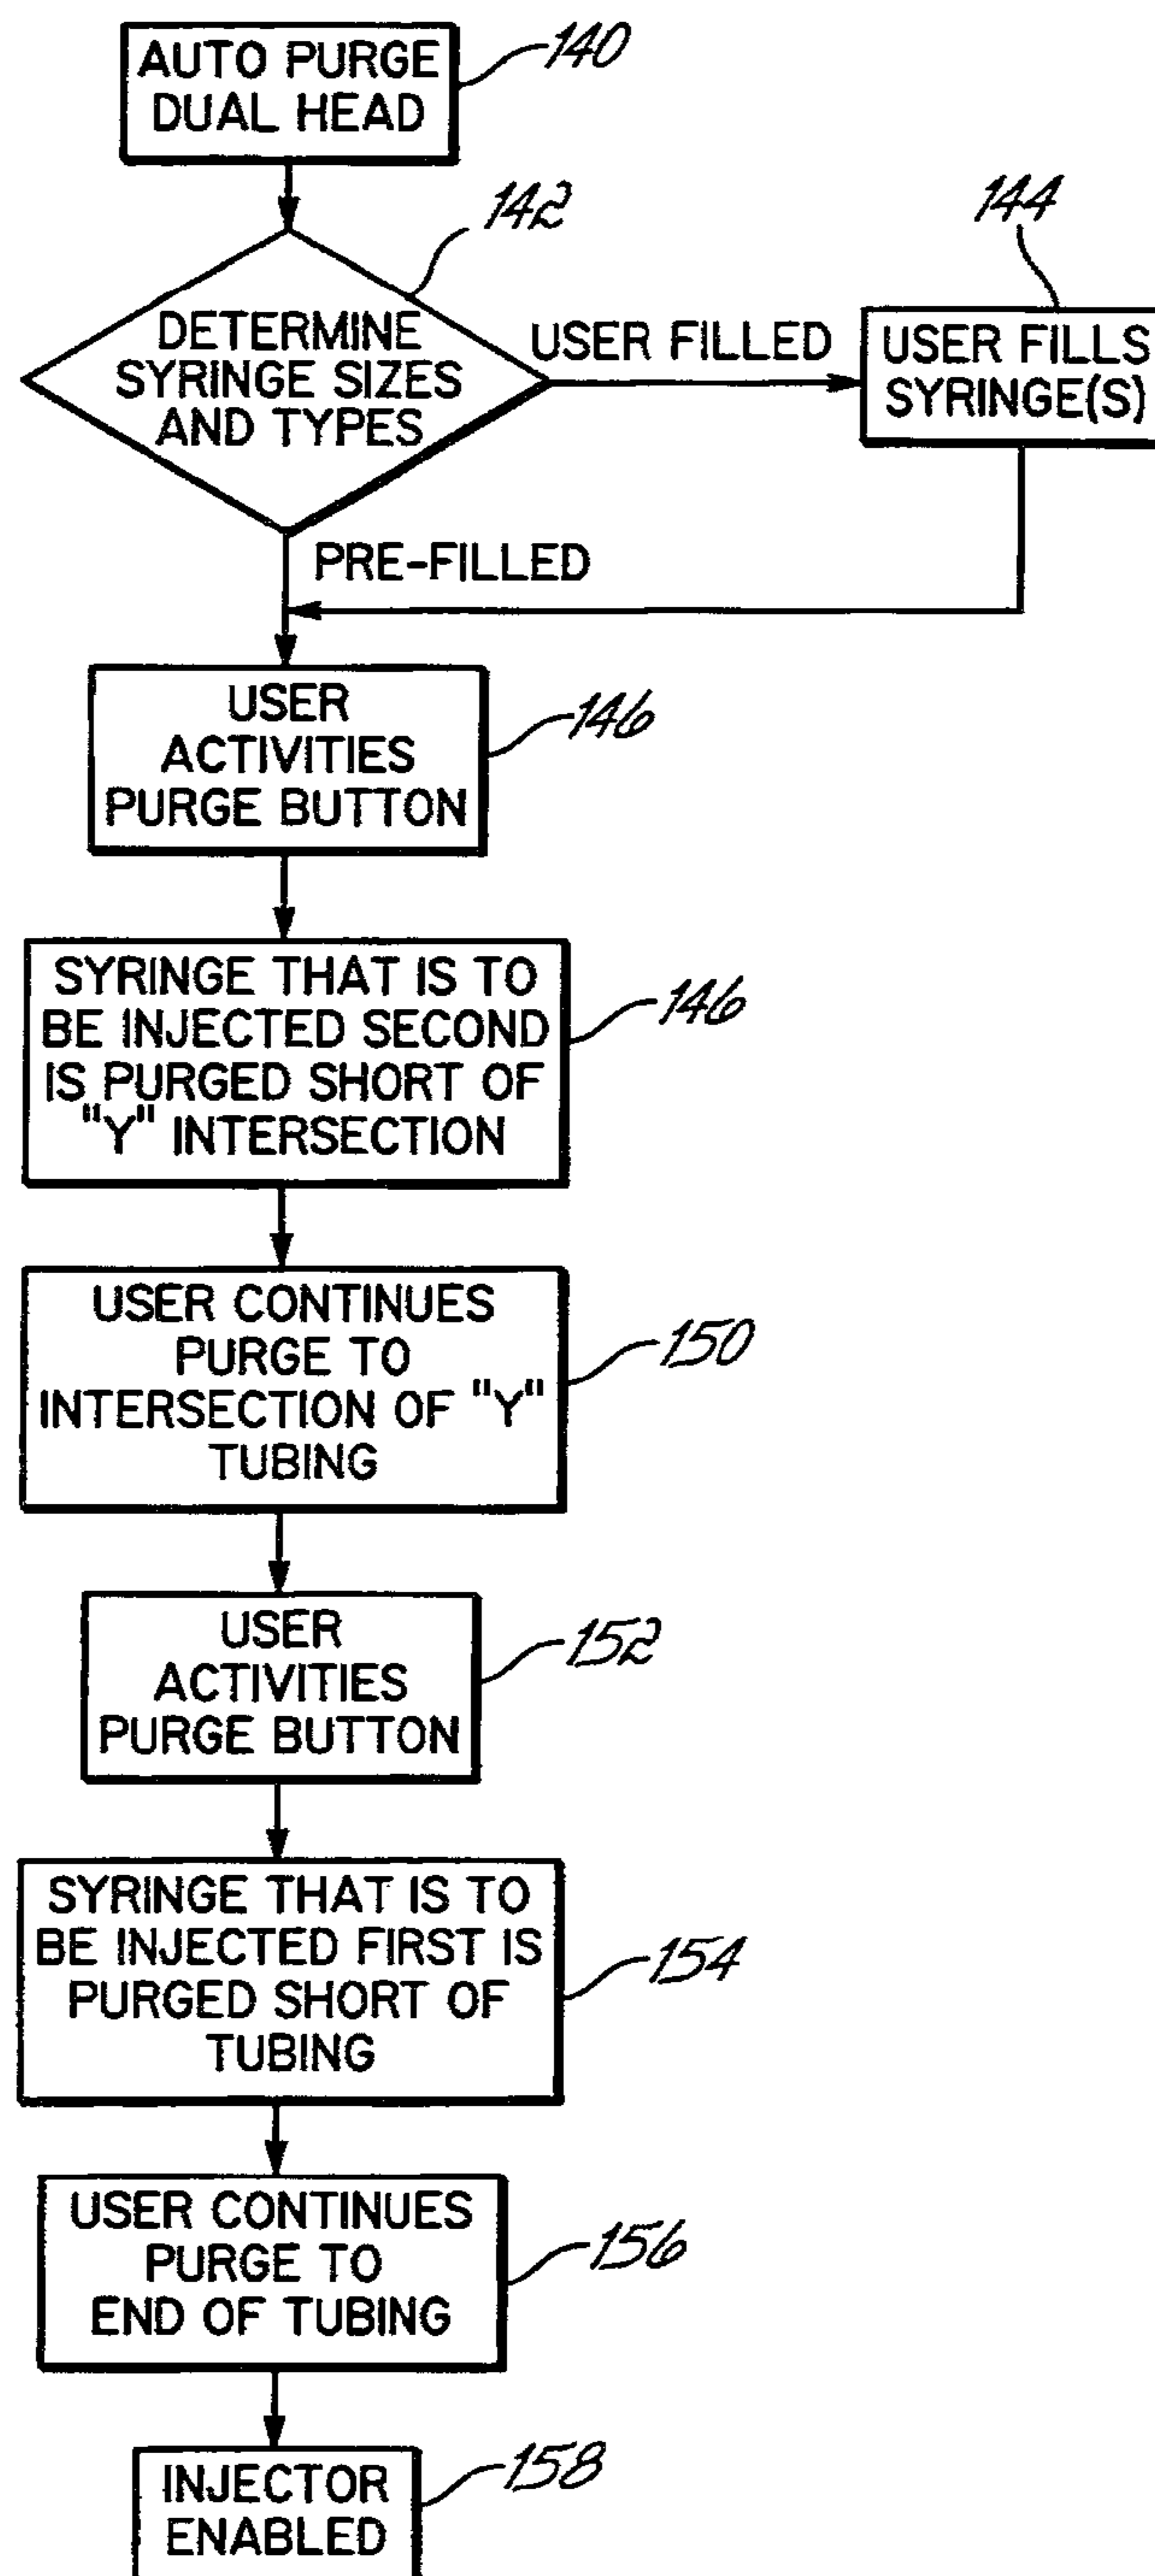 AUTO PURGE
DUAL HEAD
140
142
DETERMINE
SYRINGE SIZES
AND TYPES
USER FILLED
144
USER FILLS
SYRINGE(S)
PRE-FILLED
USER
ACTIVITIES
PURGE BUTTON
146
SYRINGE THAT IS TO
BE INJECTED SECOND
IS PURGED SHORT OF
"Y" INTERSECTION
146
USER CONTINUES
PURGE TO
INTERSECTION OF "Y"
TUBING
150
USER
ACTIVITIES
PURGE BUTTON
152
SYRINGE THAT IS TO
BE INJECTED FIRST IS
PURGED SHORT OF
TUBING
154
USER CONTINUES
PURGE TO
END OF TUBING
156
INJECTOR
ENABLED
158